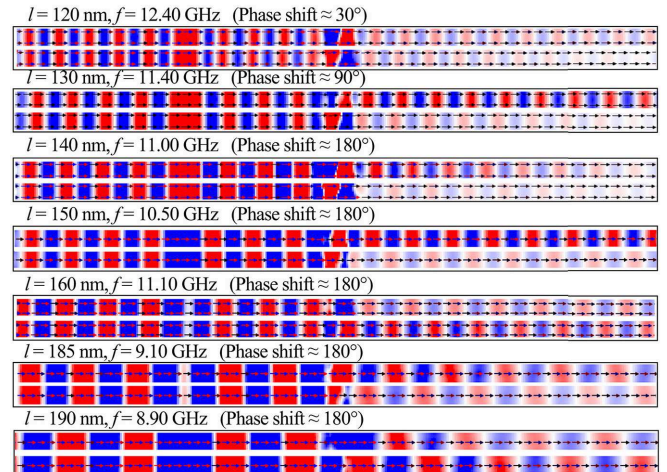 l = 120 nm, f = 12.40 GHz (Phase shift ≈ 30°)
l = 130 nm, f = 11.40 GHz (Phase shift ≈ 90°)
l = 140 nm, f = 11.00 GHz (Phase shift ≈ 180°)
l = 150 nm, f = 10.50 GHz (Phase shift ≈ 180°)
l = 160 nm, f = 11.10 GHz (Phase shift ≈ 180°)
l = 185 nm, f = 9.10 GHz (Phase shift ≈ 180°)
l = 190 nm, f = 8.90 GHz (Phase shift ≈ 180°)